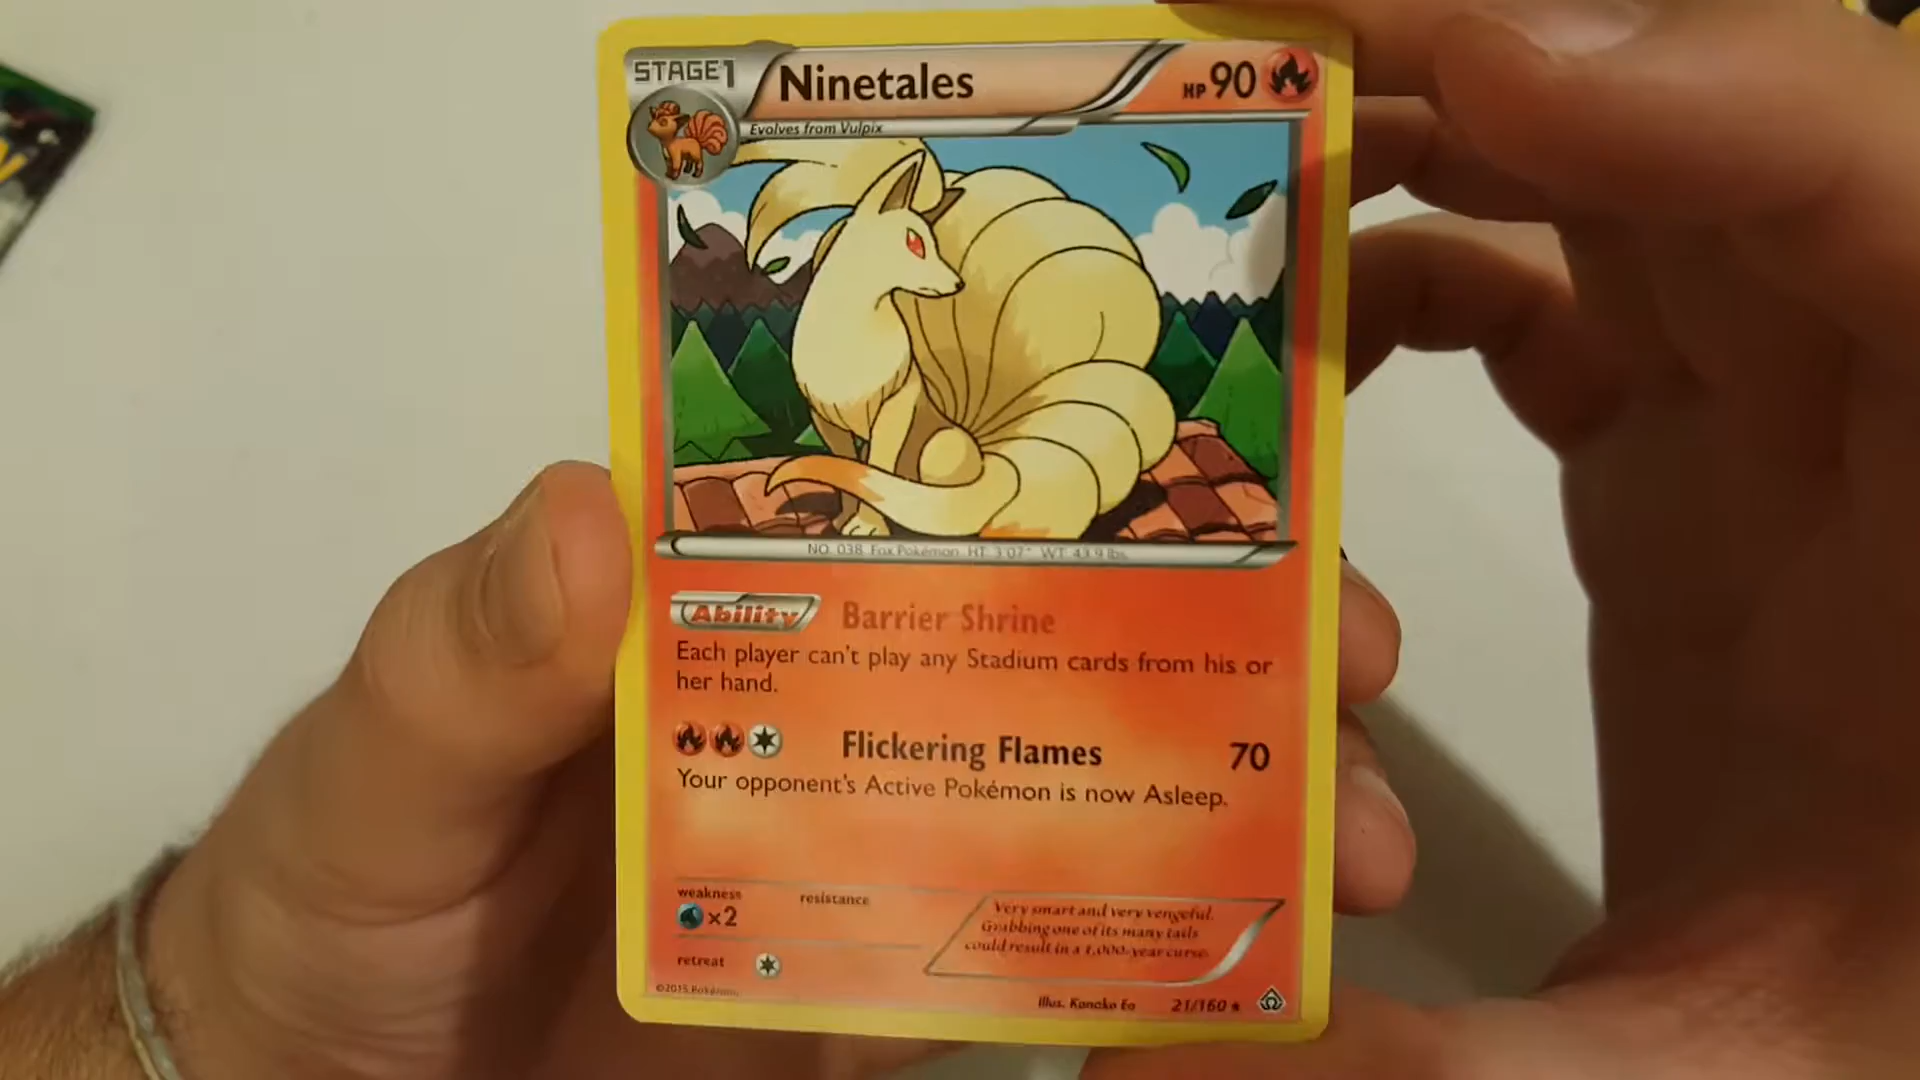 STAGE1
Ninetales
HP 90
Evolves from Vulpix
NO. 038 Fox Pokémon HT: 3'07" WT: 43.9 lbs.
Ability Barrier Shrine
Each player can't play any Stadium cards from his or
her hand.
Flickering Flames 70
Your opponent's Active Pokémon is now Asleep.
weakness
×2
resistance
retreat
Very smart and very vengeful.
Grabbing one of its many tails
could result in a 1,000-year curse.
©2015 Pokémon
Illus. Kanako Eo
21/160 ★